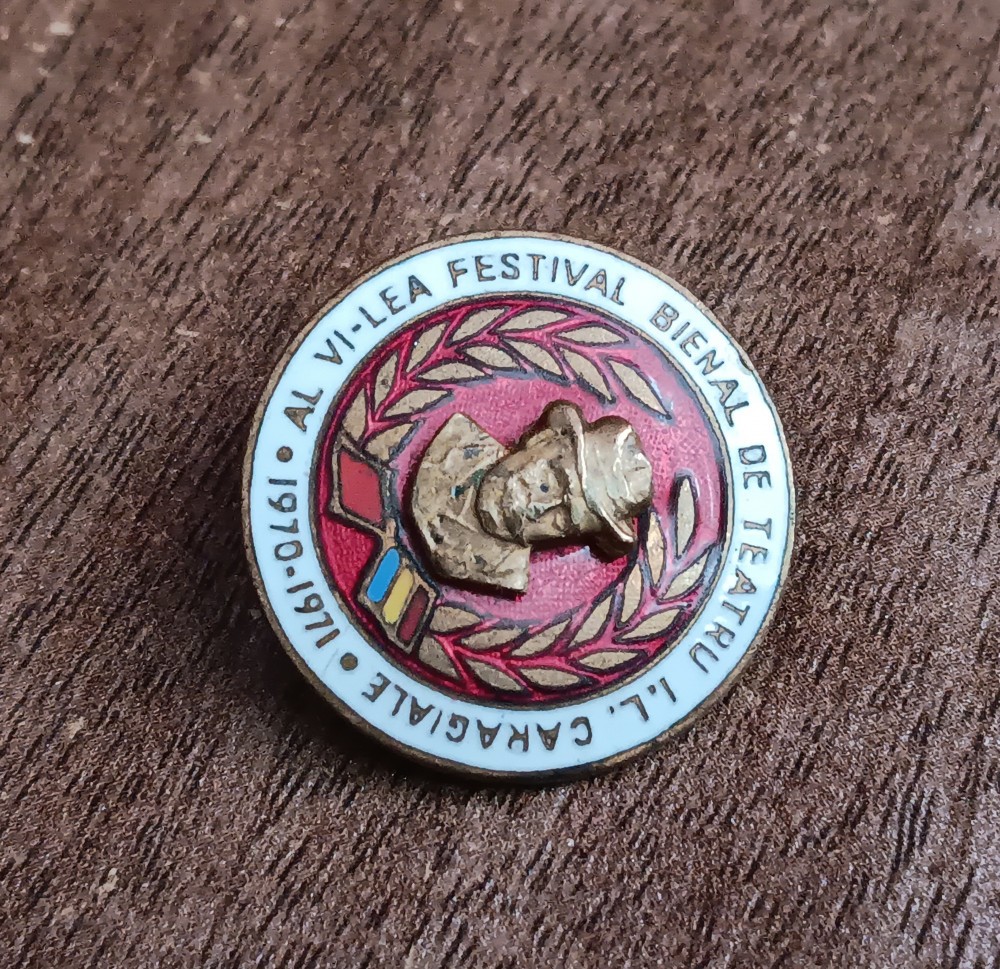 AL VI-LEA FESTIVAL BIENAL DE TEATRU I.L. CARAGIALE • 1970-1971 •